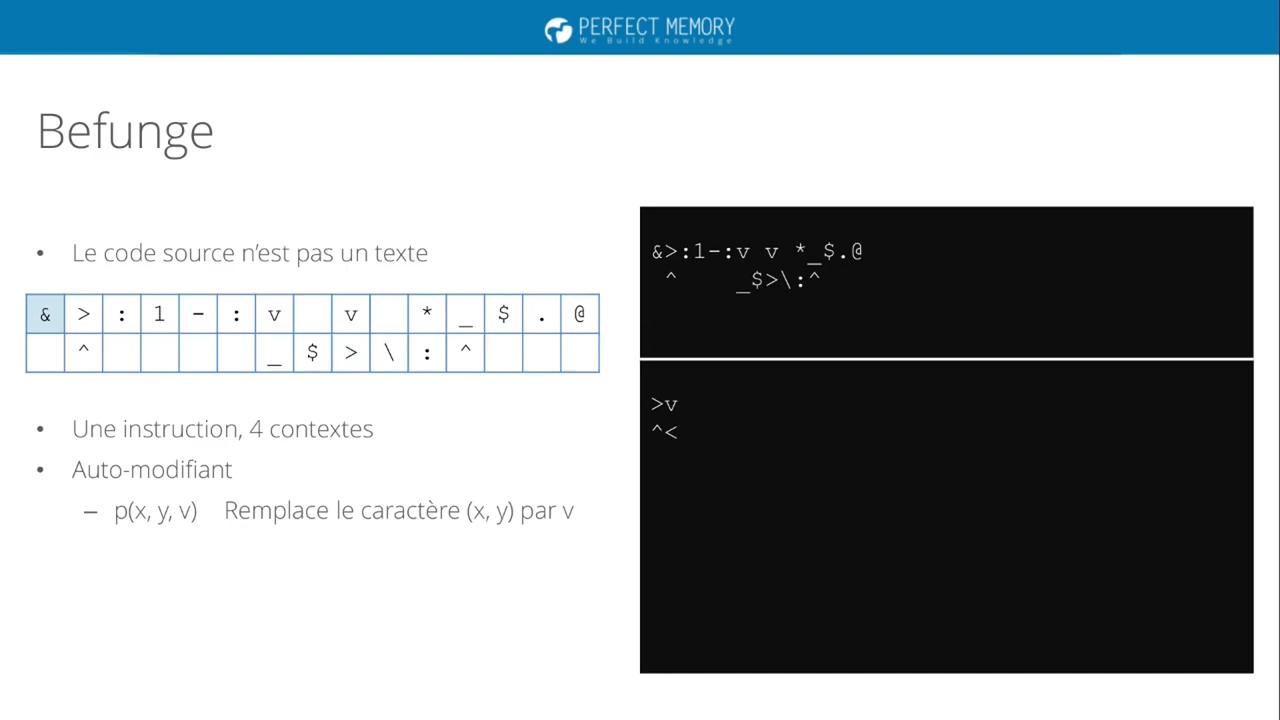 PERFECT MEMORY
We Build Knowledge
Befunge
• Le code source n’est pas un texte
& > : 1 - : v   v   * _ $ . @
  ^         _ $ > \ : ^
• Une instruction, 4 contextes
• Auto-modifiant
– p(x, y, v) Remplace le caractère (x, y) par v
&>:1-:v v *_$.@
 ^    _$>\:^
>v
^<